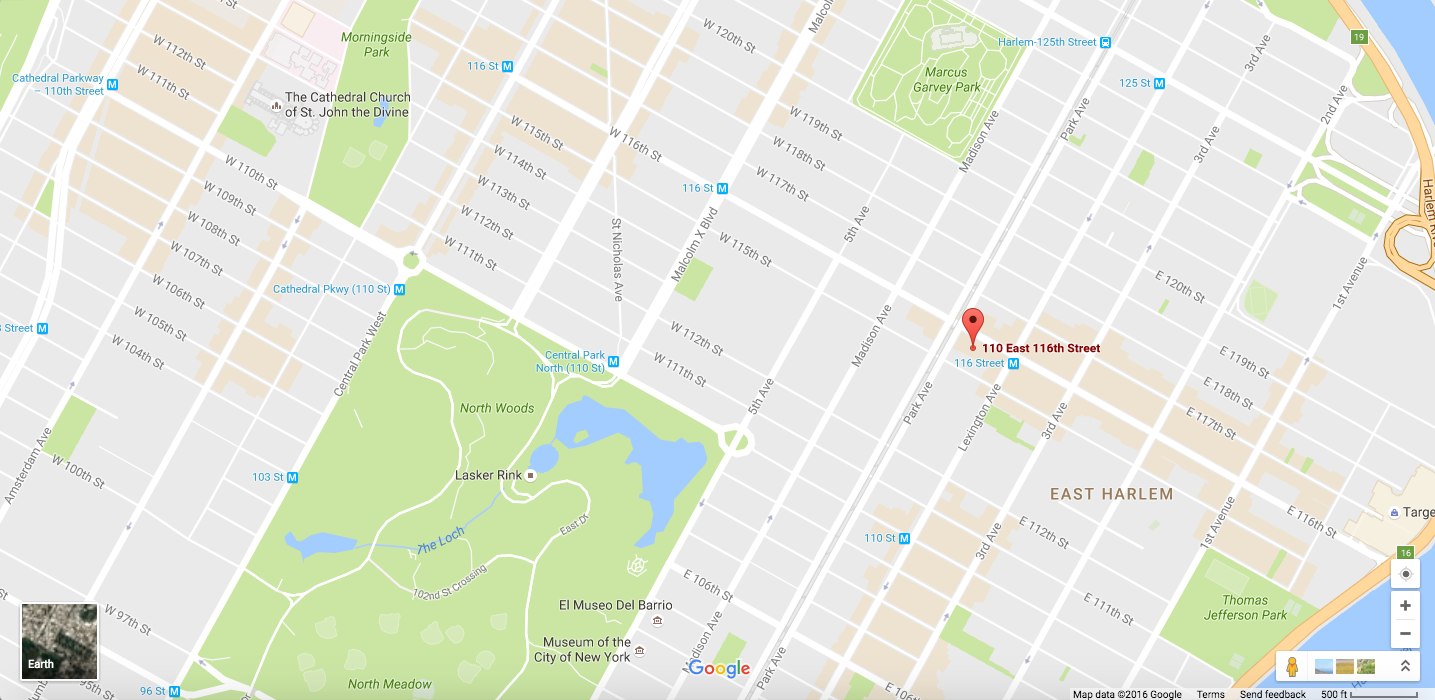 W 120th St
Malcolm
19
3rd Ave
Morningside
Park
W 112th St
Harlem-125th Street
116 St
Marcus
Garvey Park
Cathedral Parkway
– 110th Street
W 111th St
125 St
2nd Ave
The Cathedral Church
of St. John the Divine
Park Ave
W 119th St
W 115th St
W 116th St
Madison Ave
3rd Ave
W 118th St
W 114th St
W 110th St
W 117th St
W 113th St
116 St
W 109th St
W 112th St
5th Ave
W 108th St
St Nicholas Ave
Malcolm X Blvd
W 115th St
W 111th St
W 107th St
Cathedral Pkwy (110 St)
W 106th St
E 120th St
1st Avenue
W 105th St
Street
W 104th St
Central Park West
W 112th St
Madison Ave
110 East 116th Street
116 Street
Central Park
North (110 St)
W 111th St
E 119th St
5th Ave
Park Ave
E 118th St
North Woods
Lexington Ave
3rd Ave
E 117th St
Amsterdam Ave
W 100th St
103 St
Lasker Rink
EAST HARLEM
E 116th St
1st Avenue
Targe
East Dr
E 112th St
The Loch
110 St
3rd Ave
16
102nd St Crossing
E 106th St
E 111th St
W 97th St
El Museo Del Barrio
Thomas
Jefferson Park
Museum of the
City of New York
Madison Ave
Park Ave
Earth
Google
North Meadow
96 St
E 105th St
Map data ©2016 Google
Terms
Send feedback
500 ft